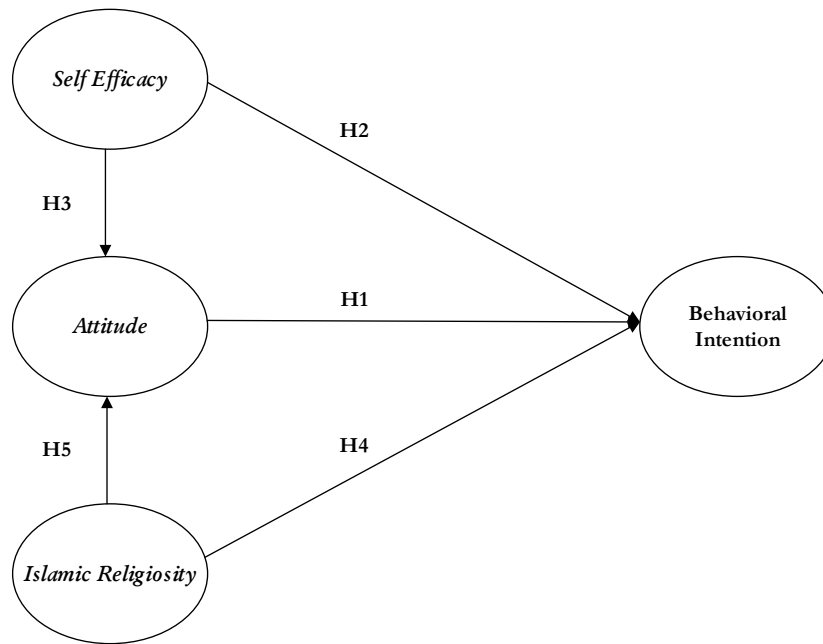 Self Efficacy
H2
H3
H1
Attitude
Behavioral
Intention
H5
H4
Islamic Religiosity